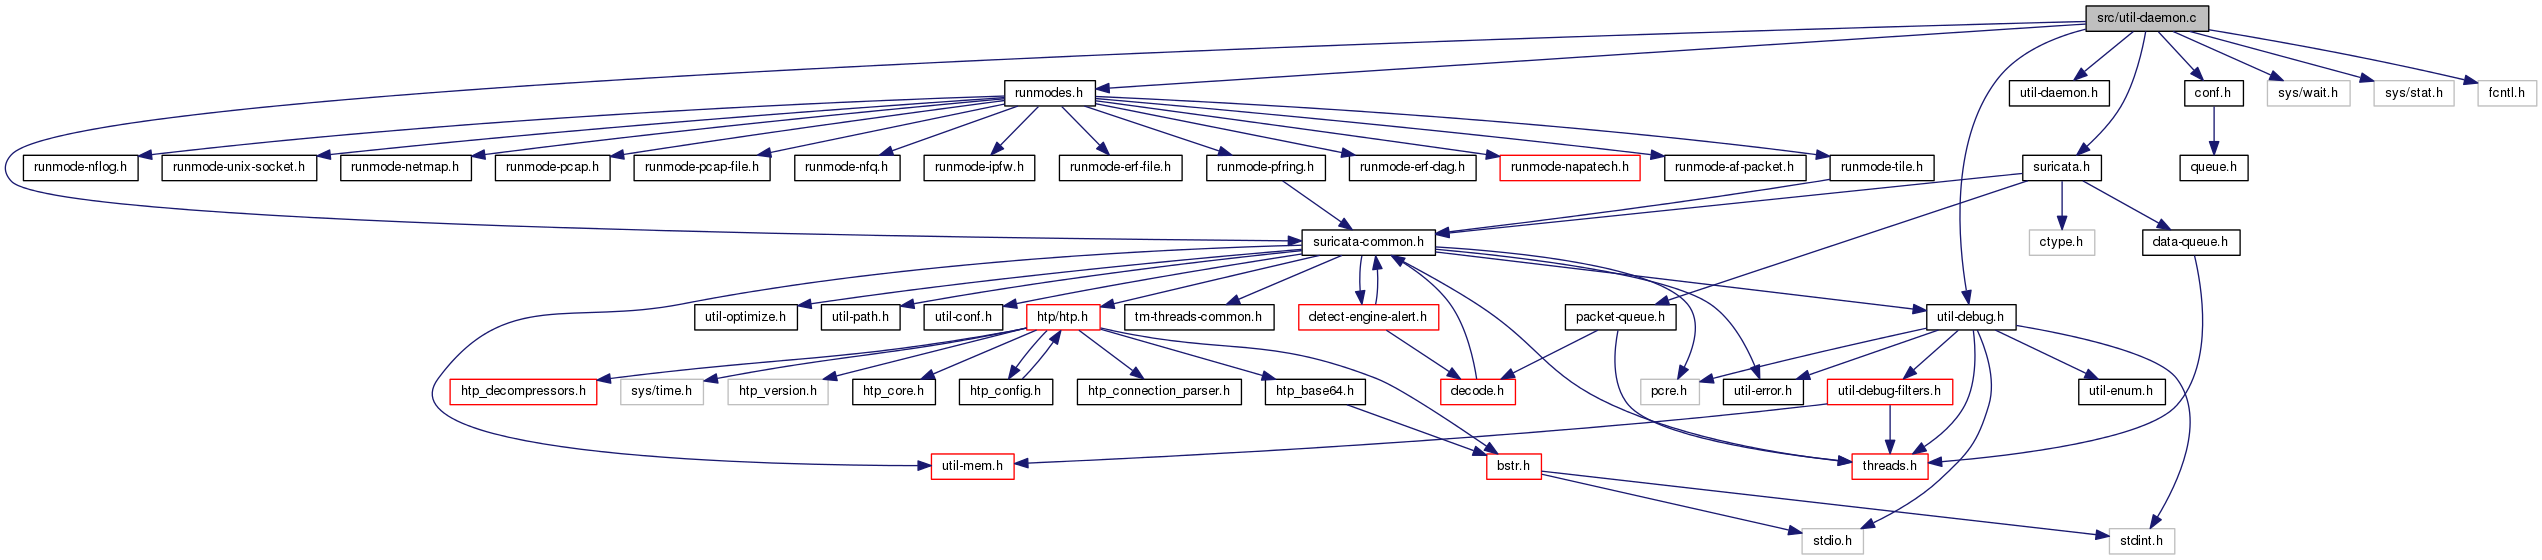 src/util-daemon.c
runmodes.h
util-daemon.h
conf.h
sys/wait.h
sys/stat.h
fcntl.h
runmode-nflog.h
runmode-unix-socket.h
runmode-netmap.h
runmode-pcap.h
runmode-pcap-file.h
runmode-nfq.h
runmode-ipfw.h
runmode-erf-file.h
runmode-pfring.h
runmode-erf-dag.h
runmode-napatech.h
runmode-af-packet.h
runmode-tile.h
suricata.h
queue.h
suricata-common.h
ctype.h
data-queue.h
util-optimize.h
util-path.h
util-conf.h
htp/htp.h
tm-threads-common.h
detect-engine-alert.h
packet-queue.h
util-debug.h
htp_decompressors.h
sys/time.h
htp_version.h
htp_core.h
htp_config.h
htp_connection_parser.h
htp_base64.h
decode.h
pcre.h
util-error.h
util-debug-filters.h
util-enum.h
util-mem.h
bstr.h
threads.h
stdio.h
stdint.h